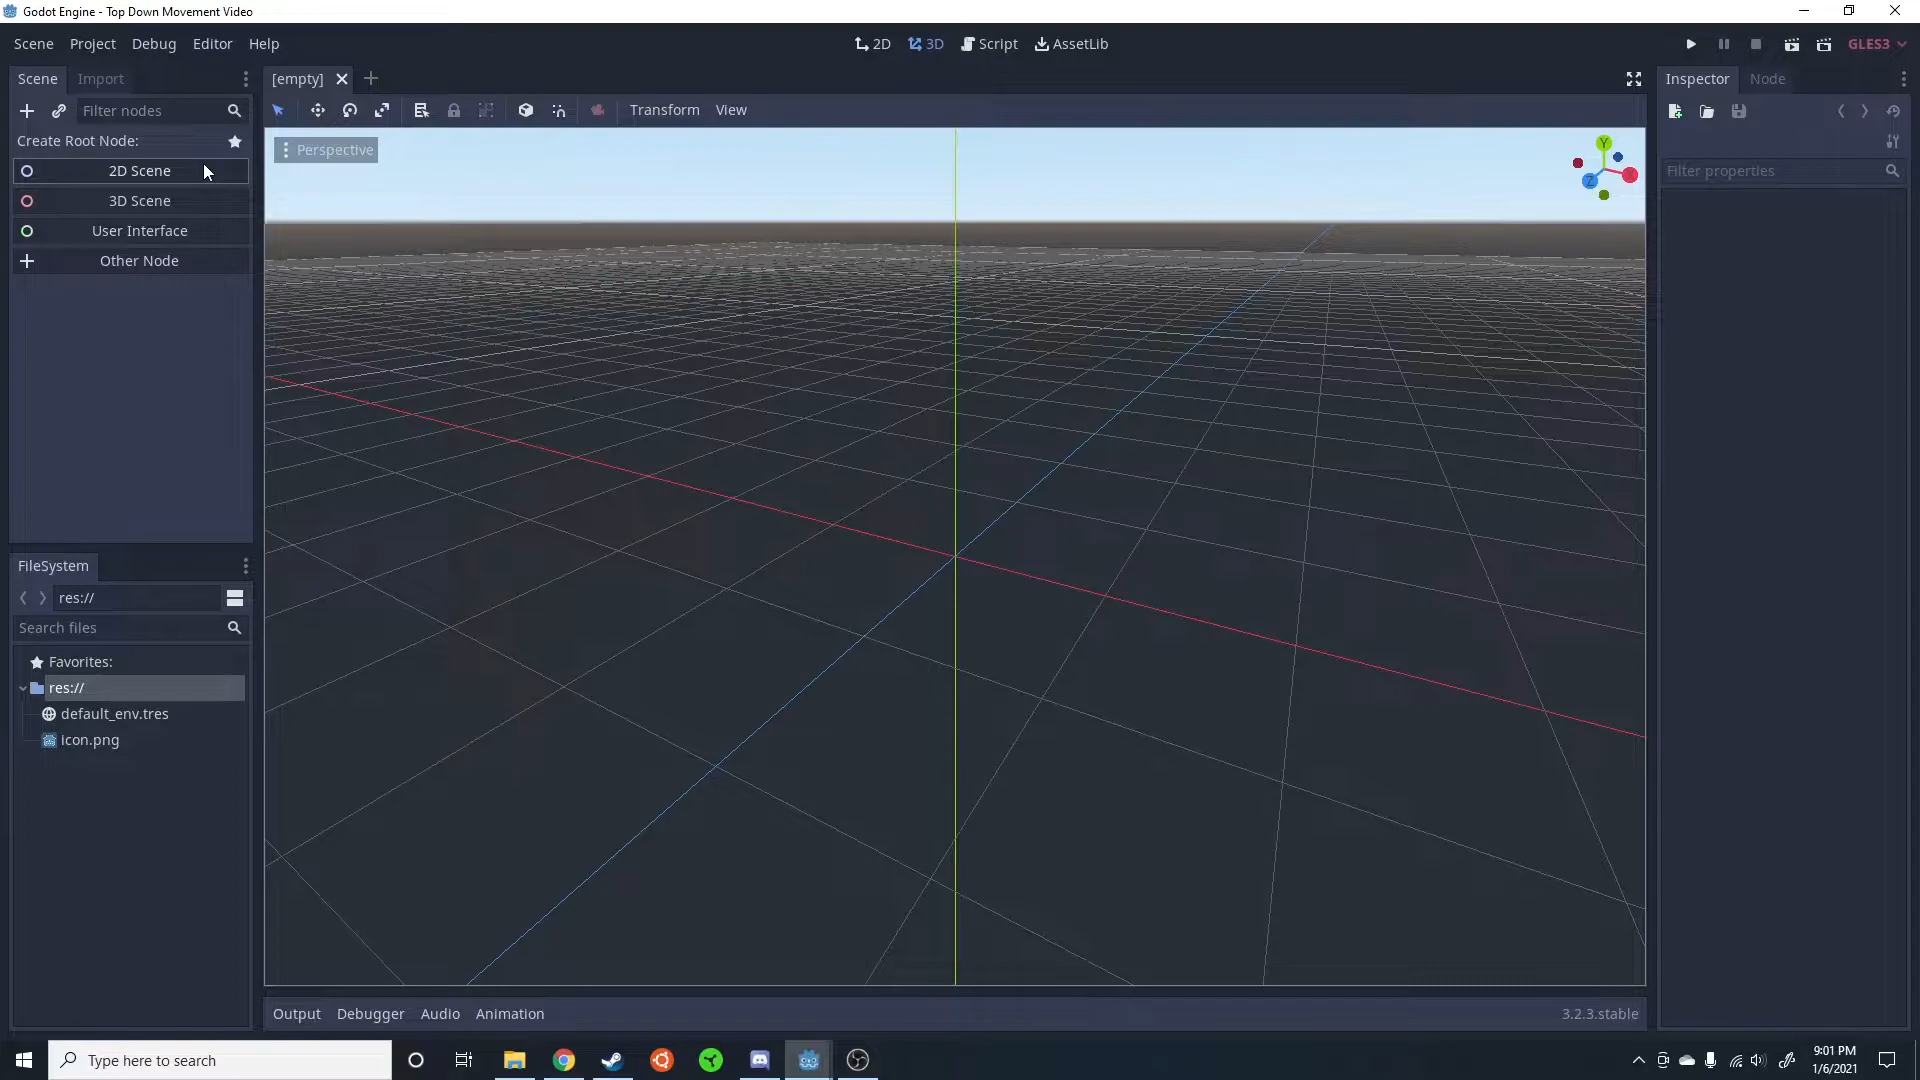 Godot Engine - Top Down Movement Video
Scene Project Debug Editor Help
2D 3D Script AssetLib
GLES3
Scene Import
[empty]
Inspector Node
Filter nodes
Transform View
Create Root Node:
Perspective
Y
X
Z
2D Scene
Filter properties
3D Scene
User Interface
Other Node
FileSystem
res://
Search files
Favorites:
res://
default_env.tres
icon.png
Output Debugger Audio Animation
3.2.3.stable
Type here to search
9:01 PM
1/6/2021